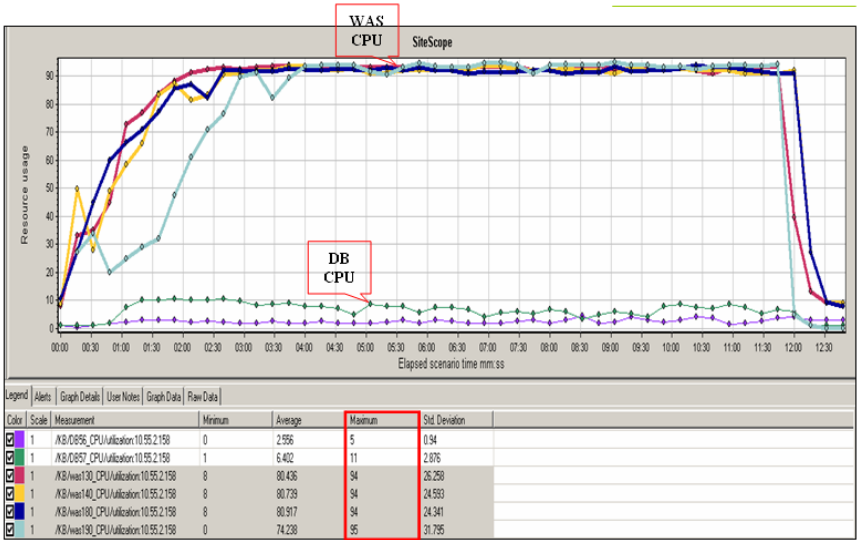 WAS
CPU
SiteScope
Resource usage
90
80
70
60
50
40
30
20
10
0
DB
CPU
00:00 00:30 01:00 01:30 02:00 02:30 03:00 03:30 04:00 04:30 05:00 05:30 06:00 06:30 07:00 07:30 08:00 08:30 09:00 09:30 10:00 10:30 11:00 11:30 12:00 12:30
Elapsed scenario time mm:ss
Legend Alerts Graph Details User Notes Graph Data Raw Data
Color Scale Measurement Minimum Average Maximum Std. Deviation
1 /KB/DB56_CPU/utilization:10.55.2.158 0 2.556 5 0.94
1 /KB/DB57_CPU/utilization:10.55.2.158 1 6.402 11 2.876
1 /KB/was130_CPU/utilization:10.55.2.158 8 80.436 94 26.258
1 /KB/was140_CPU/utilization:10.55.2.158 8 80.739 94 24.593
1 /KB/was180_CPU/utilization:10.55.2.158 8 80.917 94 24.341
1 /KB/was190_CPU/utilization:10.55.2.158 0 74.238 95 31.795